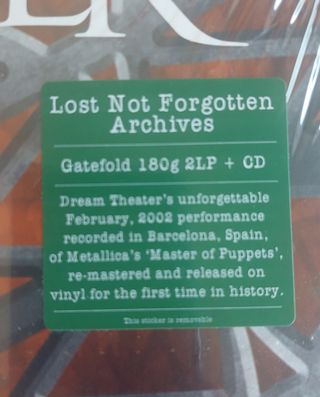 Lost Not Forgotten
Archives
Gatefold 180g 2LP + CD
Dream Theater's unforgettable
February, 2002 performance
recorded in Barcelona, Spain,
of Metallica's 'Master of Puppets',
re-mastered and released on
vinyl for the first time in history.
This sticker is removable